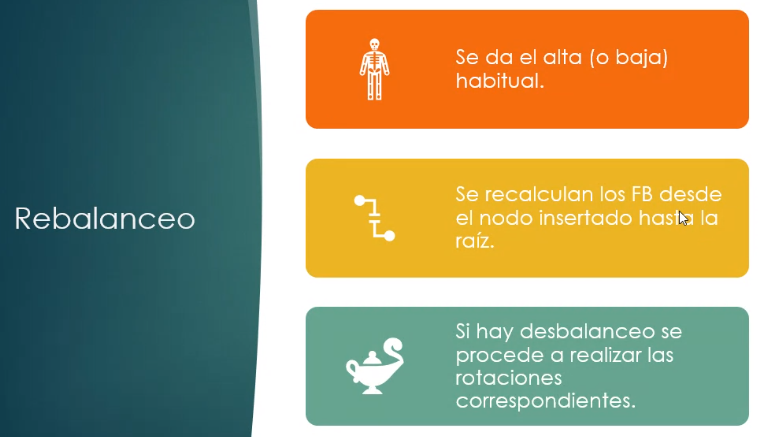 Rebalanceo
Se da el alta (o baja)
habitual.
Se recalculan los FB desde
el nodo insertado hasta la
raíz.
Si hay desbalanceo se
procede a realizar las
rotaciones
correspondientes.